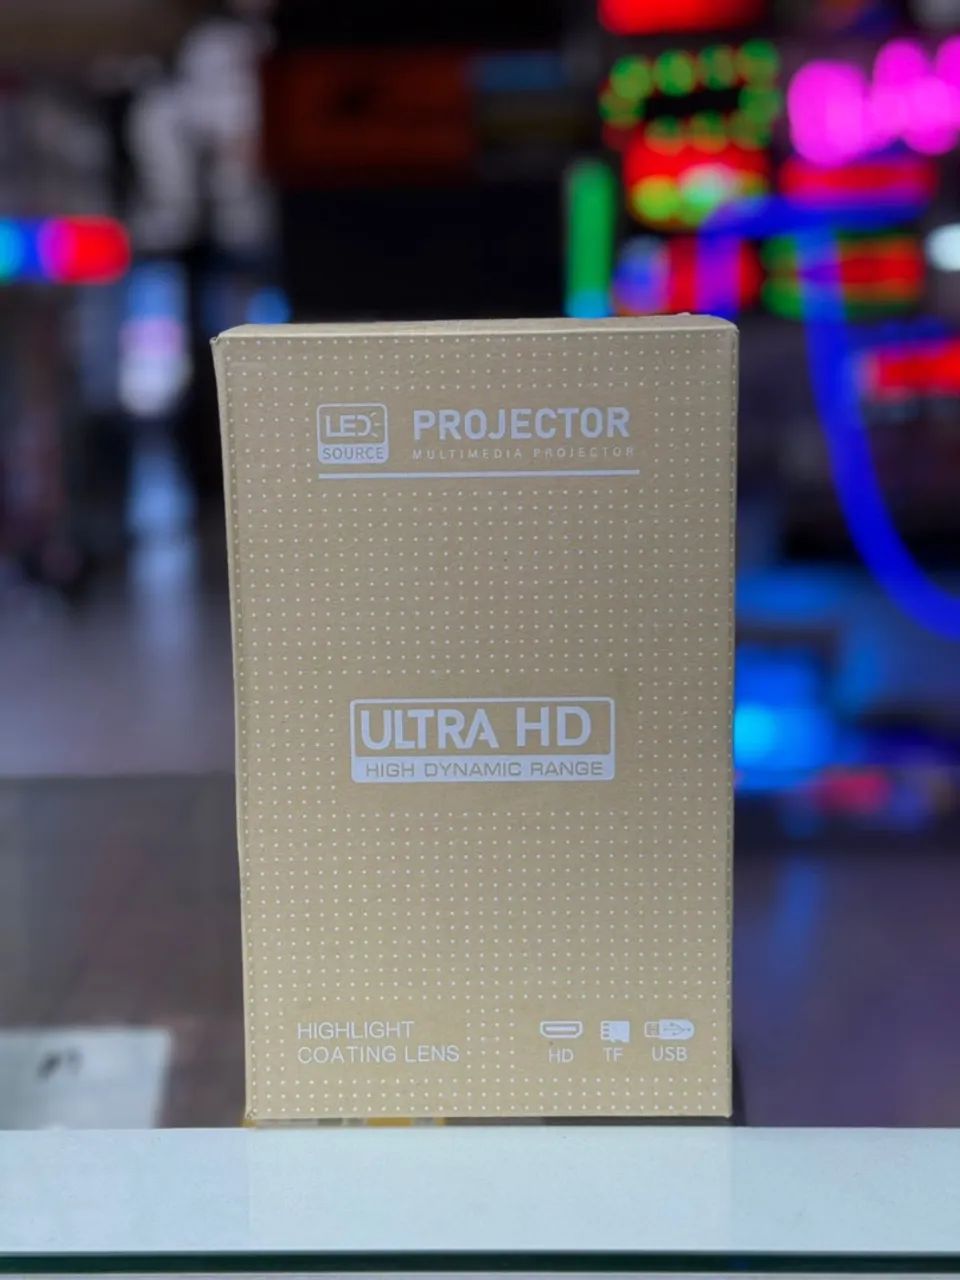 LED
SOURCE
PROJECTOR
MULTIMEDIA PROJECTOR
ULTRA HD
HIGH DYNAMIC RANGE
HIGHLIGHT
COATING LENS
HD TF USB